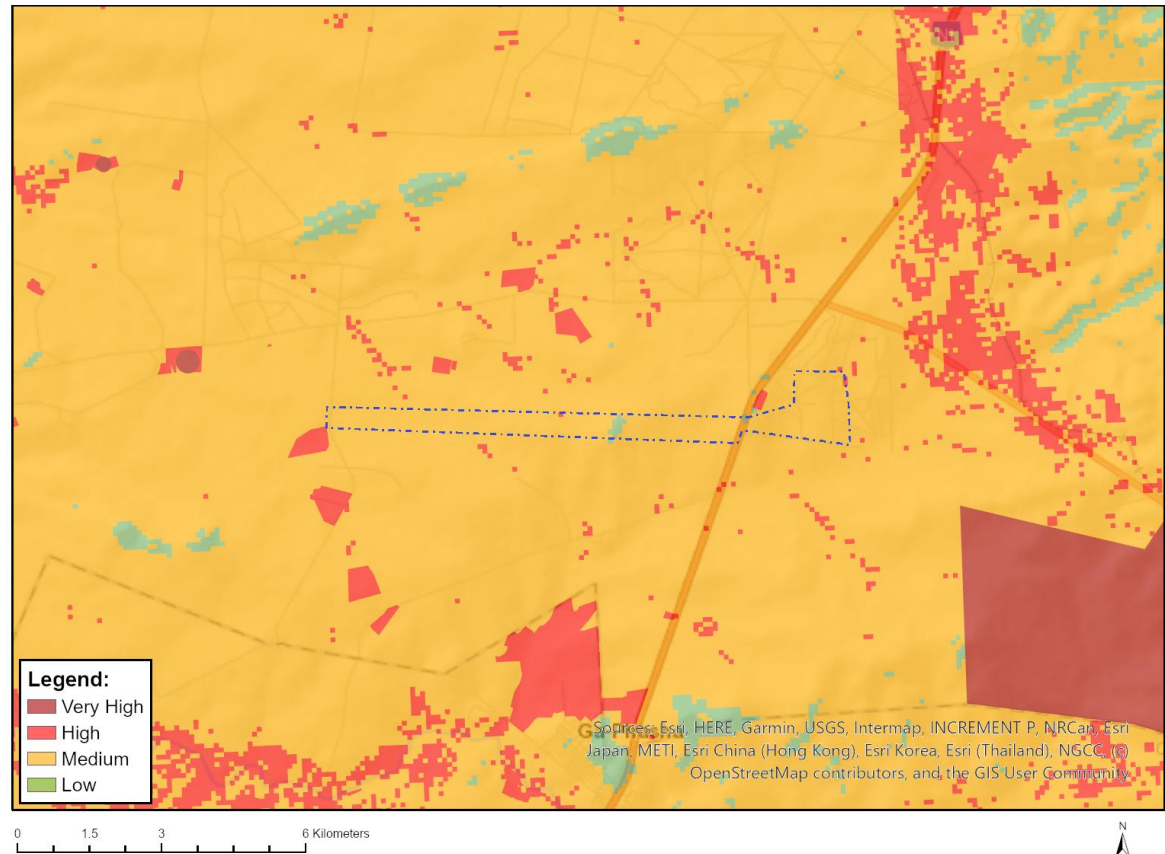 N1
Legend:
Very High
High
Medium
Low
Sources: Esri, HERE, Garmin, USGS, Intermap, INCREMENT P, NRCan, Esri
Japan, METI, Esri China (Hong Kong), Esri Korea, Esri (Thailand), NGCC, (c)
OpenStreetMap contributors, and the GIS User Community
0 1.5 3 6 Kilometers
N